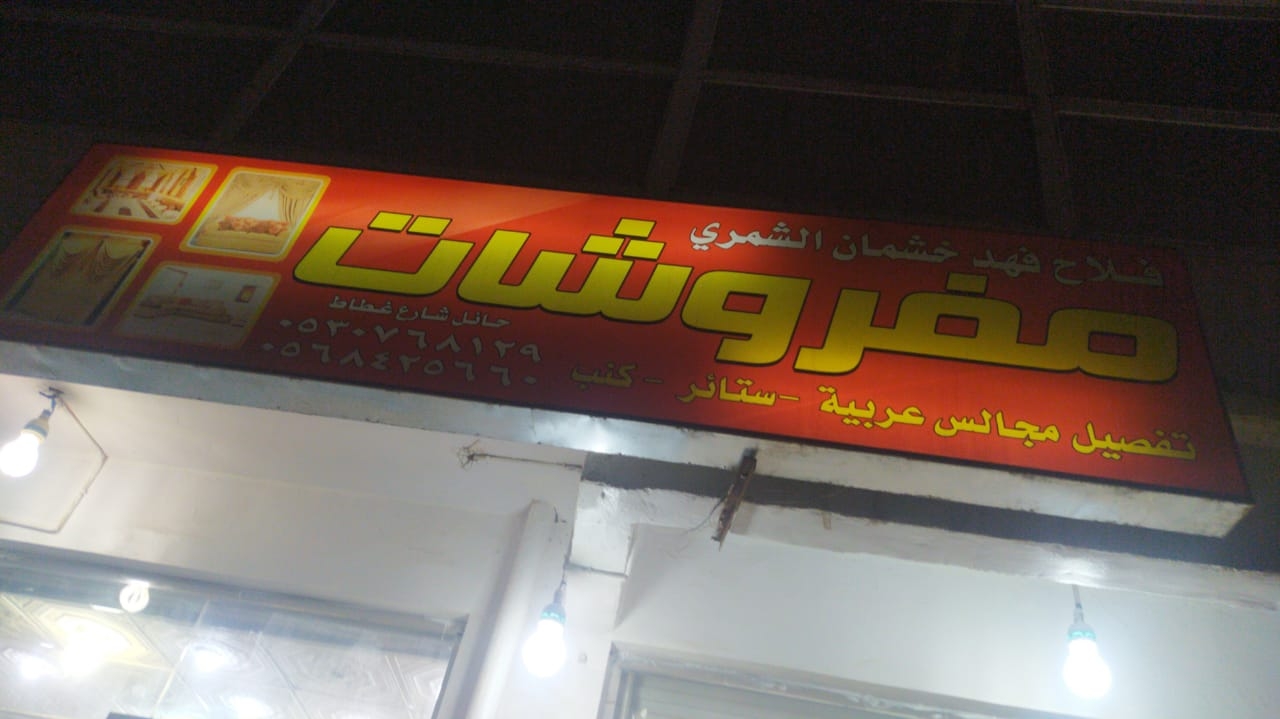 فلاح فهد خشمان الشمري
مفروشات
حائل شارع غطاط
٠٥٣٠٧٦٨١٢٩
٠٥٦٨٤٢٥٦٦٠
تفصيل مجالس عربية - ستائر - كنب